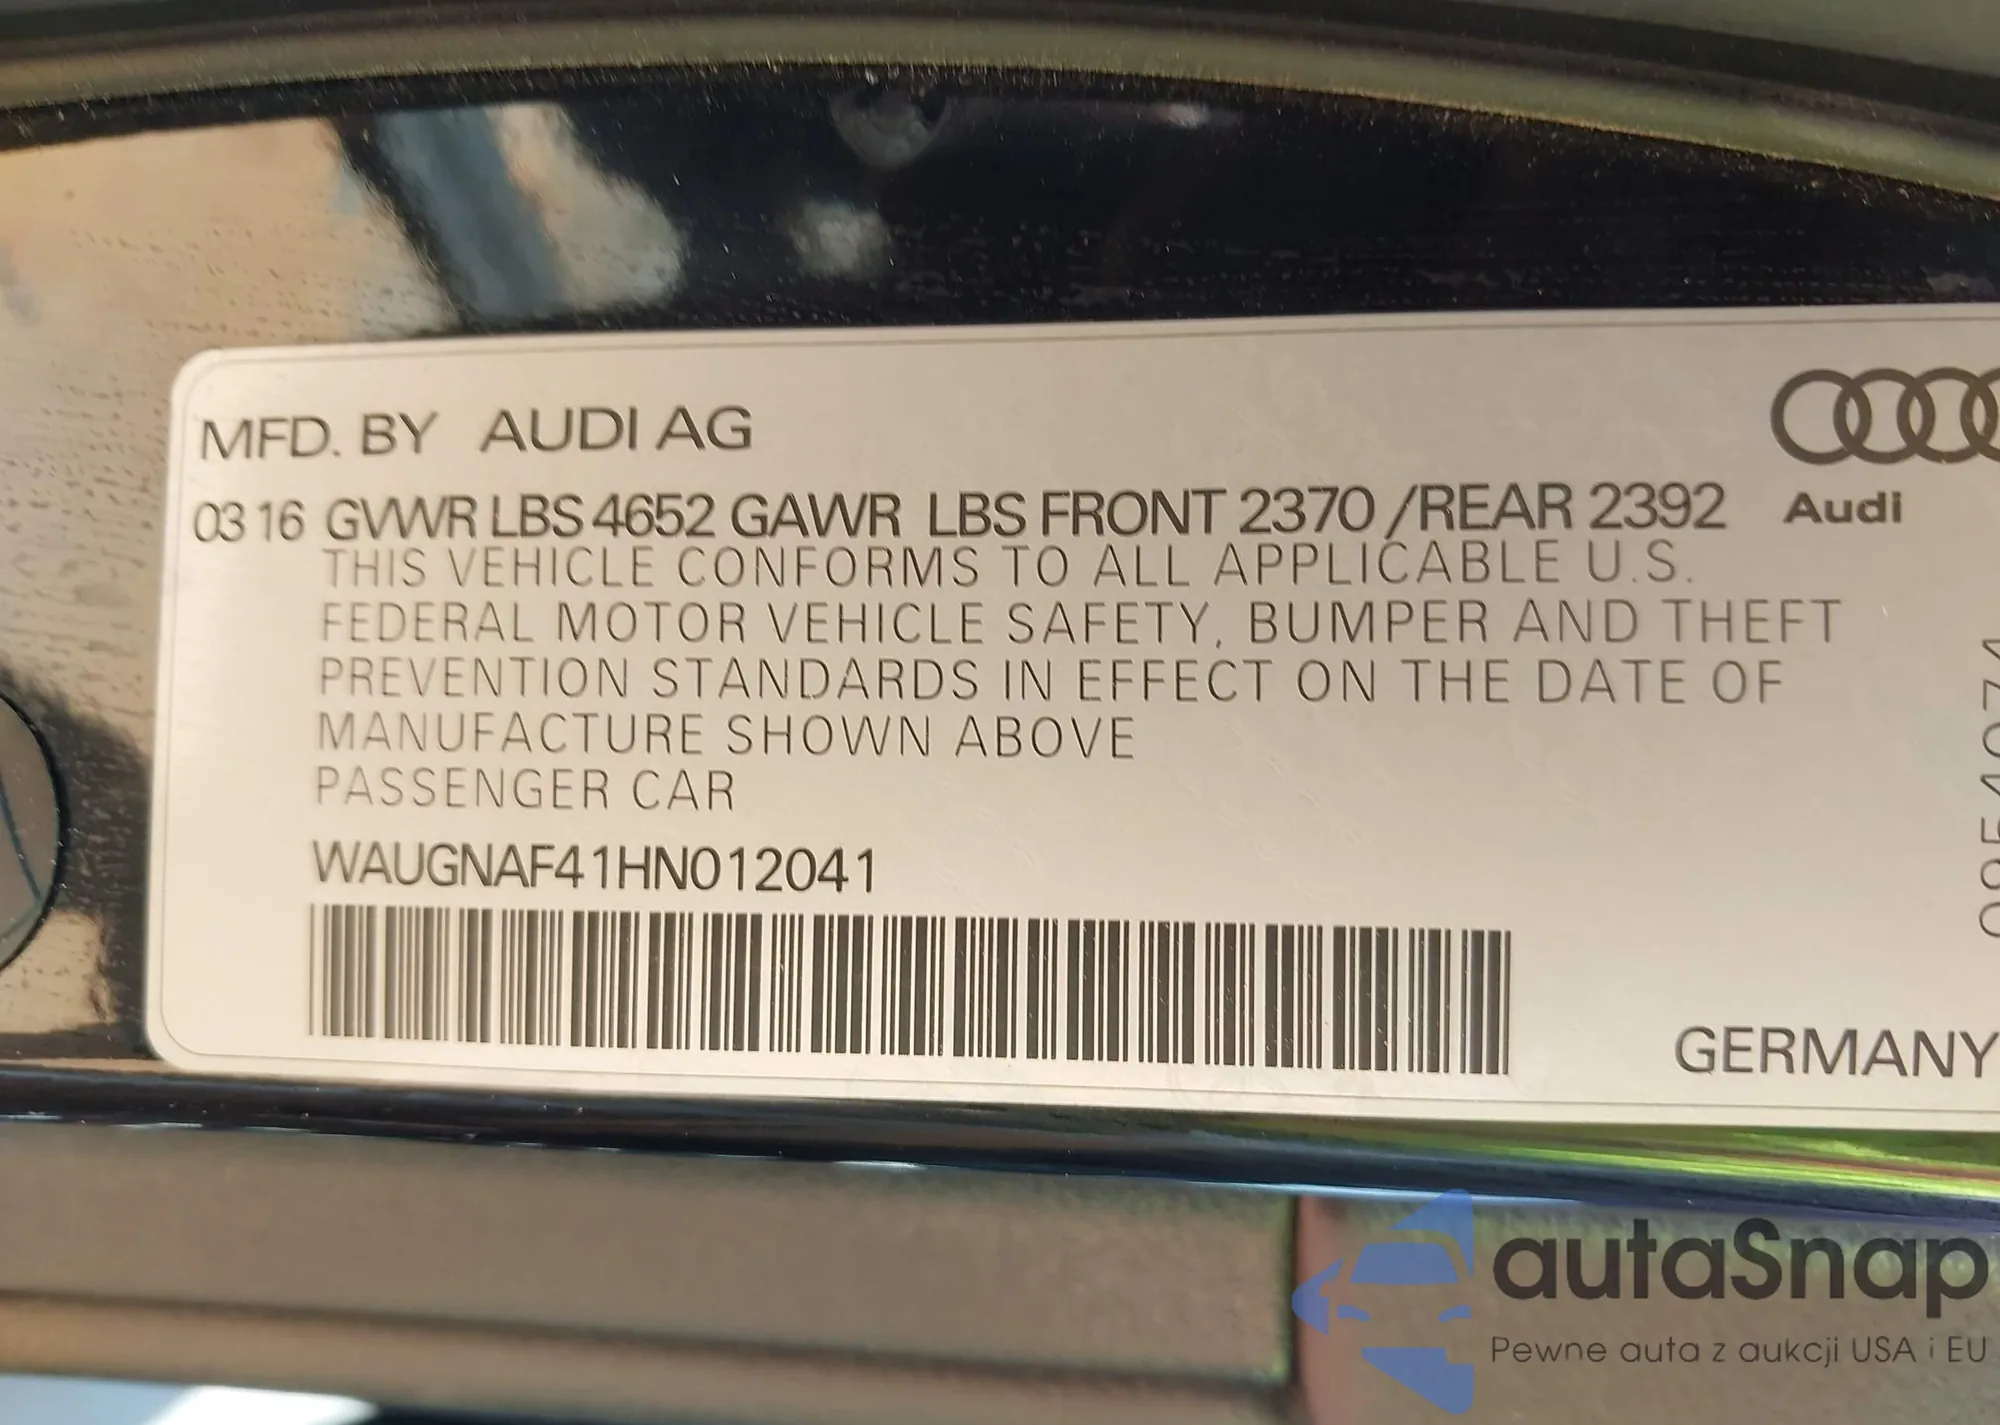 MFD. BY AUDI AG
03 16 GVWR LBS 4652 GAWR LBS FRONT 2370 /REAR 2392
Audi
THIS VEHICLE CONFORMS TO ALL APPLICABLE U.S.
FEDERAL MOTOR VEHICLE SAFETY, BUMPER AND THEFT
PREVENTION STANDARDS IN EFFECT ON THE DATE OF
MANUFACTURE SHOWN ABOVE
PASSENGER CAR
WAUGNAF41HN012041
GERMANY
autaSnap
Pewne auta z aukcji USA i EU